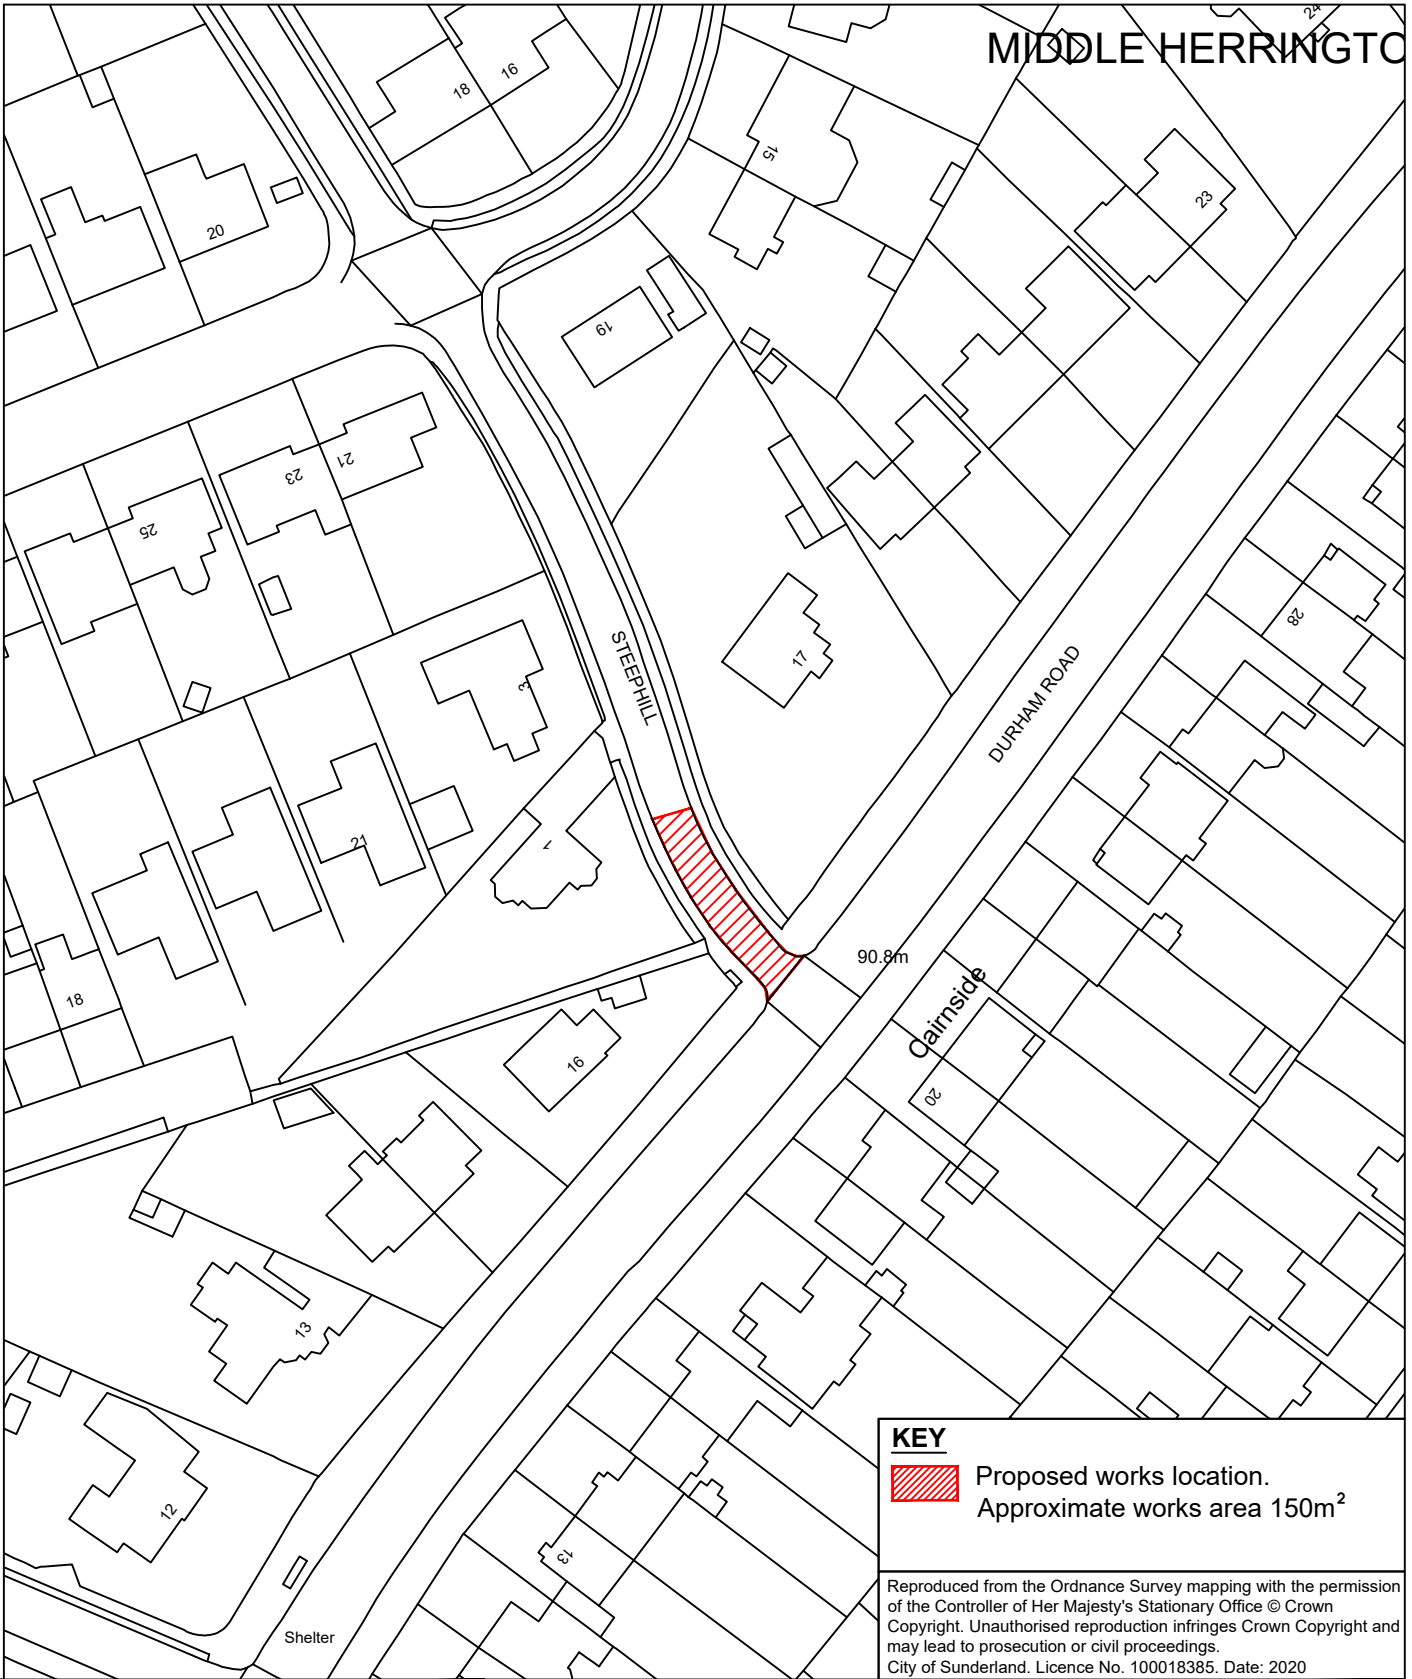 24
MIDDLE HERRINGTO
16
18
15
23
20
19
21
23
25
28
STEEPHILL
3
17
DURHAM ROAD
21
1
90.8m
Cairnside
18
16
20
13
12
13
Shelter
KEY
Proposed works location.
Approximate works area 150m²
Reproduced from the Ordnance Survey mapping with the permission
of the Controller of Her Majesty's Stationary Office © Crown
Copyright. Unauthorised reproduction infringes Crown Copyright and
may lead to prosecution or civil proceedings.
City of Sunderland. Licence No. 100018385. Date: 2020